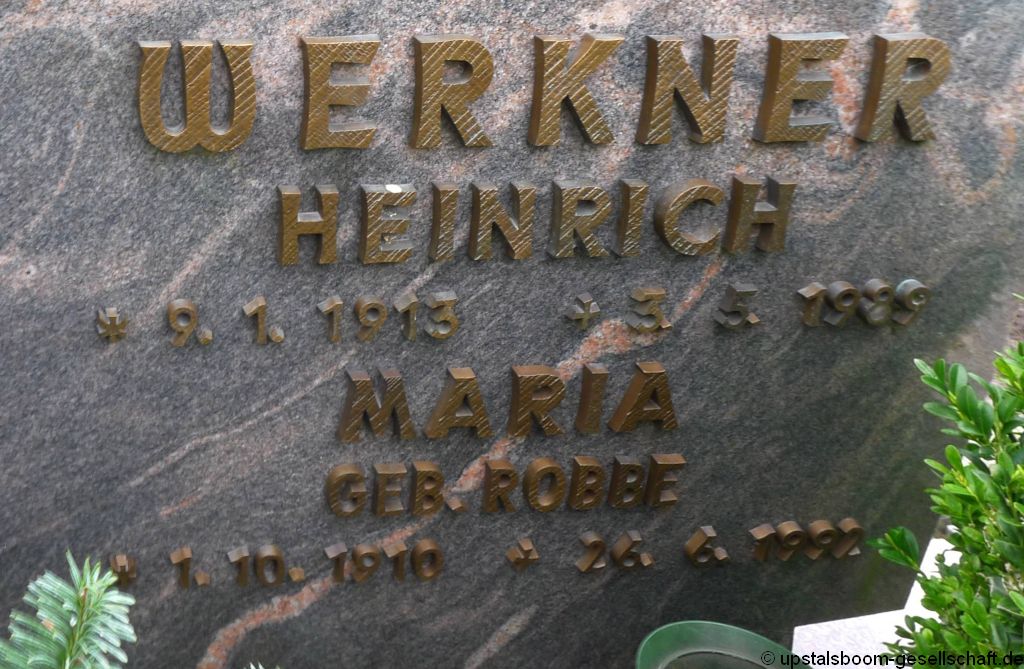 WERKNER
HEINRICH
* 9. 1. 1913 + 3. 5. 1989
MARIA
GEB. ROBBE
* 1. 10. 1910 + 26. 6. 1992
© upstalsboom-gesellschaft.de